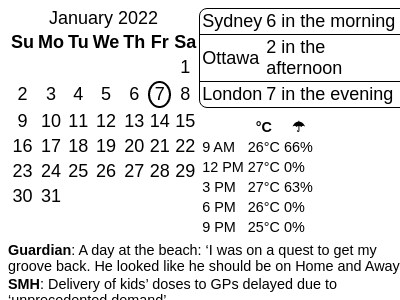 January 2022
Su Mo Tu We Th Fr Sa
1
2 3 4 5 6 7 8
9 10 11 12 13 14 15
16 17 18 19 20 21 22
23 24 25 26 27 28 29
30 31
Sydney 6 in the morning
Ottawa 2 in the
afternoon
London 7 in the evening
°C ☂
9 AM 26°C 66%
12 PM 27°C 0%
3 PM 27°C 63%
6 PM 26°C 0%
9 PM 25°C 0%
Guardian: A day at the beach: ‘I was on a quest to get my
groove back. He looked like he should be on Home and Away
SMH: Delivery of kids’ doses to GPs delayed due to
‘unprecedented demand’